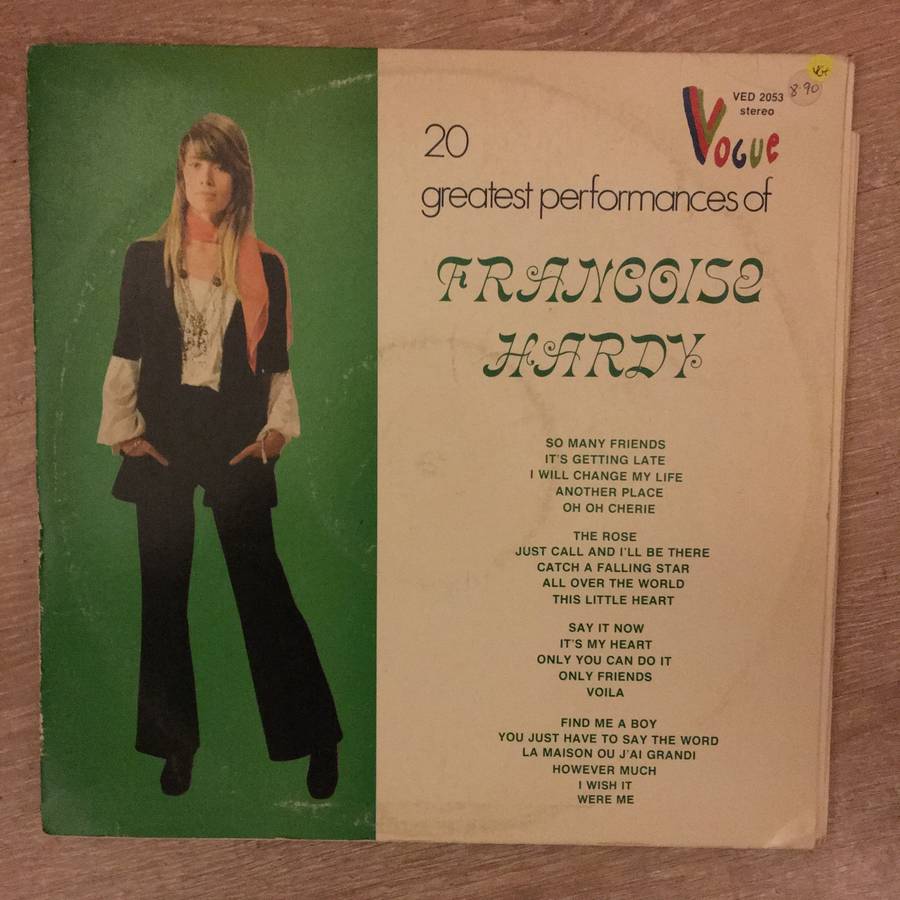 VG+
8.90
VED 2053
stereo
VOGUE
20
greatest performances of
FRANCOISE
HARDY
SO MANY FRIENDS
IT'S GETTING LATE
I WILL CHANGE MY LIFE
ANOTHER PLACE
OH OH CHERIE
THE ROSE
JUST CALL AND I'LL BE THERE
CATCH A FALLING STAR
ALL OVER THE WORLD
THIS LITTLE HEART
SAY IT NOW
IT'S MY HEART
ONLY YOU CAN DO IT
ONLY FRIENDS
VOILA
FIND ME A BOY
YOU JUST HAVE TO SAY THE WORD
LA MAISON OU J'AI GRANDI
HOWEVER MUCH
I WISH IT
WERE ME